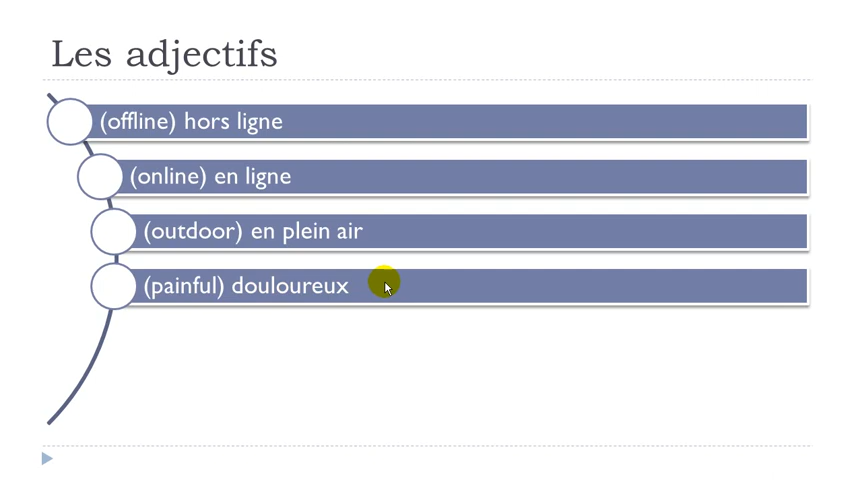 Les adjectifs
(offline) hors ligne
(online) en ligne
(outdoor) en plein air
(painful) douloureux